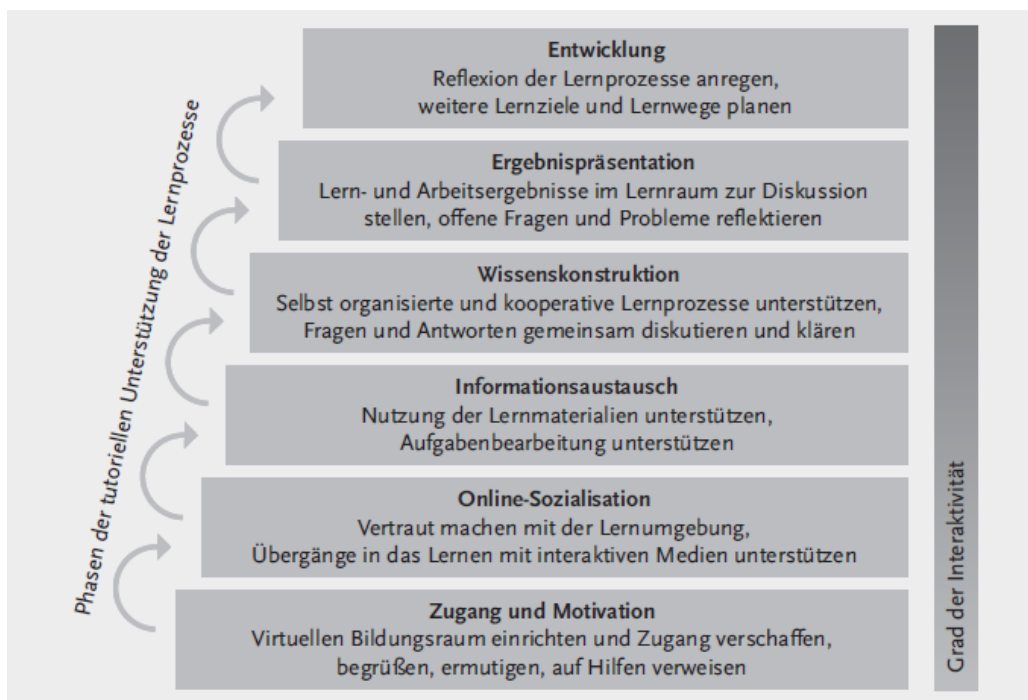 Entwicklung
Reflexion der Lernprozesse anregen,
weitere Lernziele und Lernwege planen
Ergebnispräsentation
Lern- und Arbeitsergebnisse im Lernraum zur Diskussion
stellen, offene Fragen und Probleme reflektieren
Wissenskonstruktion
Selbst organisierte und kooperative Lernprozesse unterstützen,
Fragen und Antworten gemeinsam diskutieren und klären
Informationsaustausch
Nutzung der Lernmaterialien unterstützen,
Aufgabenbearbeitung unterstützen
Online-Sozialisation
Vertraut machen mit der Lernumgebung,
Übergänge in das Lernen mit interaktiven Medien unterstützen
Zugang und Motivation
Virtuellen Bildungsraum einrichten und Zugang verschaffen,
begrüßen, ermutigen, auf Hilfen verweisen
Phasen der tutoriellen Unterstützung der Lernprozesse
Grad der Interaktivität